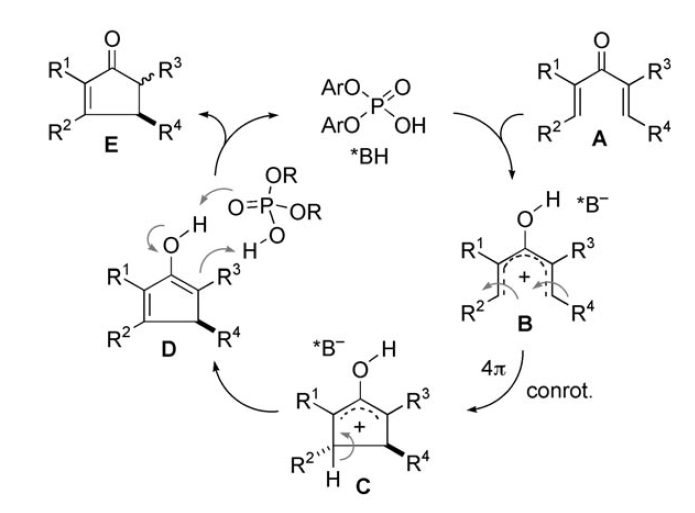 O
R¹ R³
R² R⁴
E
ArO O
P
ArO OH
*BH
O
R¹ R³
R² R⁴
A
OR
O=P–OR
O
H
H
O
R¹ R³
R² R⁴
D
H *B⁻
O
R¹ R³
+
R² R⁴
B
4π
conrot.
*B⁻ H
O
R¹ R³
+
R² R⁴
H
C